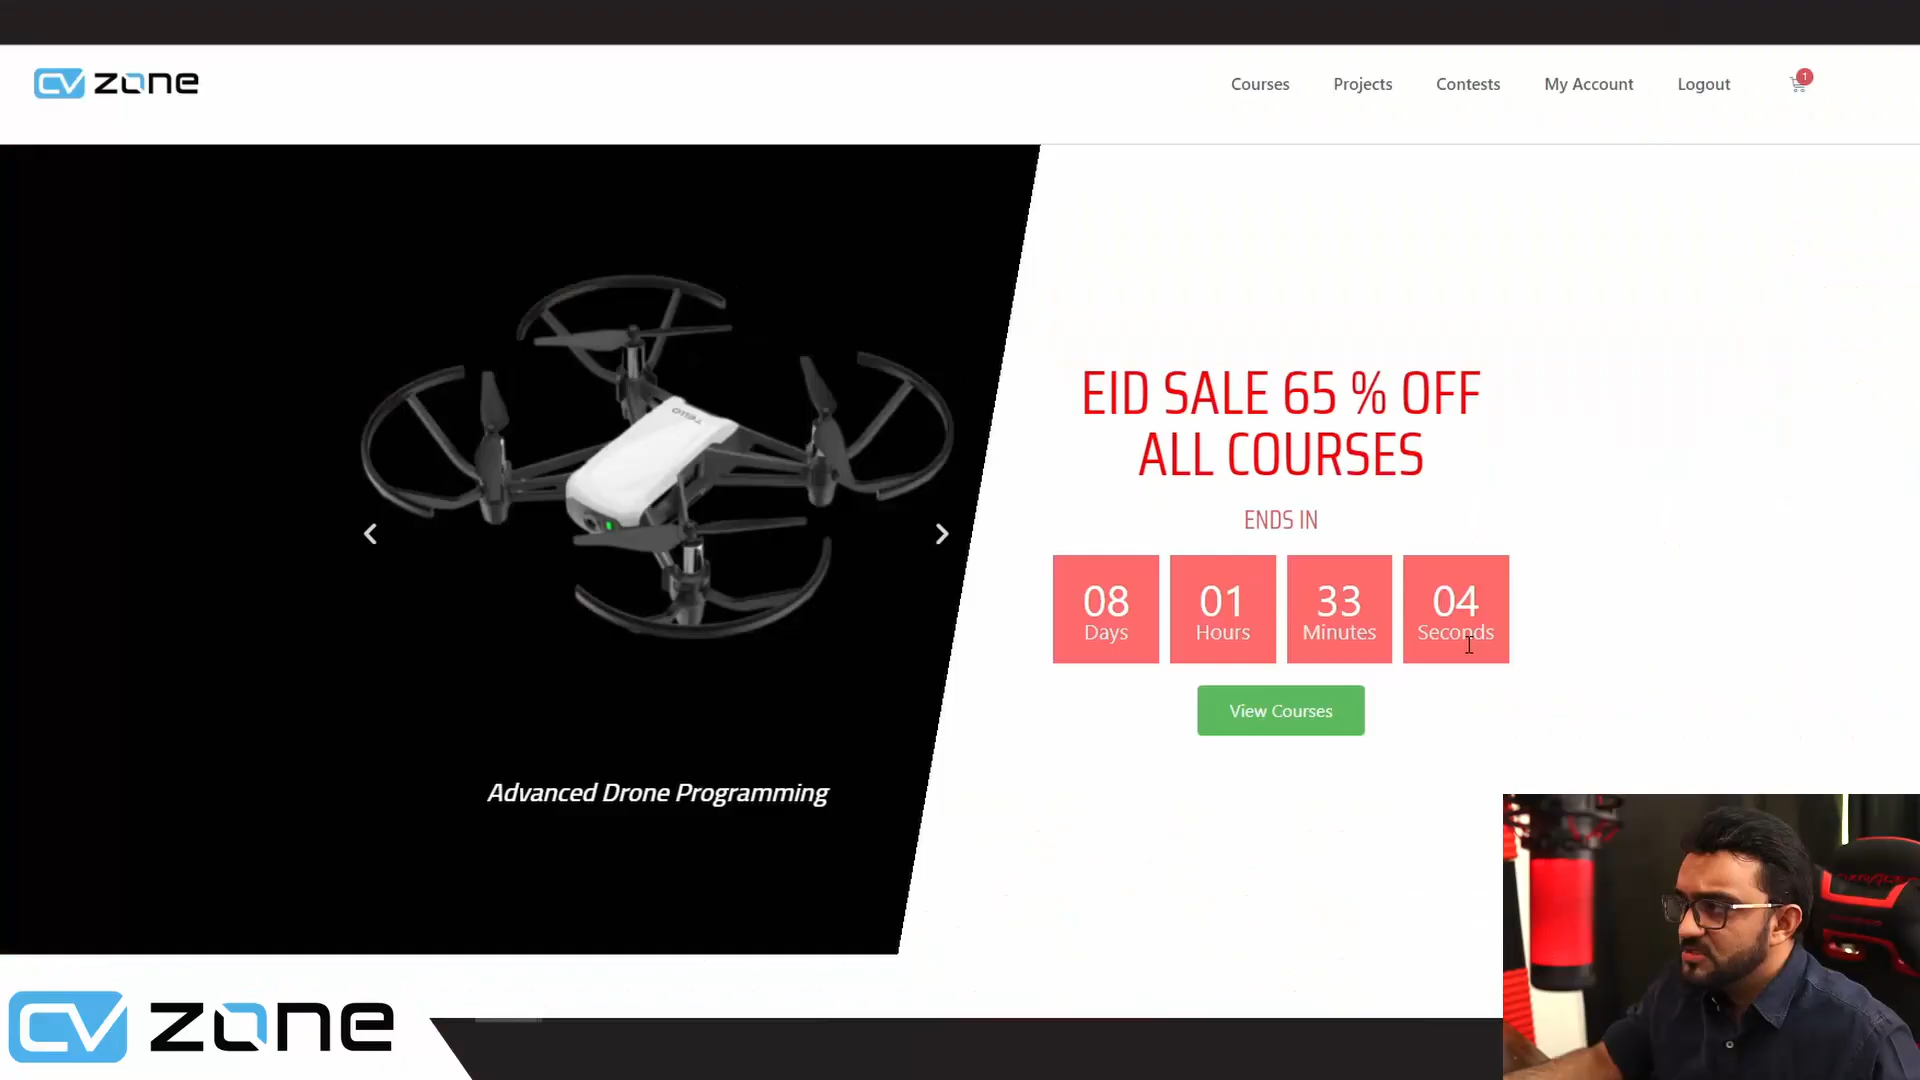 CV zone
Courses Projects Contests My Account Logout 1
TELLO
EID SALE 65 % OFF
ALL COURSES
ENDS IN
08 01 33 04
Days Hours Minutes Seconds
View Courses
Advanced Drone Programming
CV zone